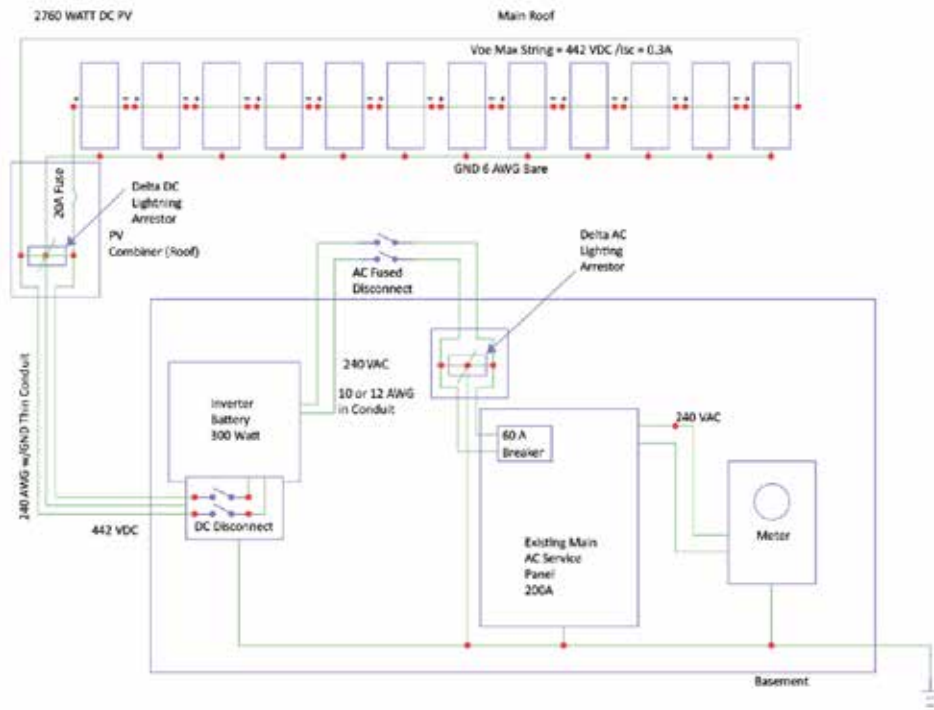 2760 WATT DC PV
Main Roof
Voe Max String = 442 VDC /Isc = 0.3A
GND 6 AWG Bare
20A Fuse
Delta DC
Lightning
Arrestor
PV
Combiner (Roof)
Delta AC
Lighting
Arrestor
AC Fused
Disconnect
240 VAC
10 or 12 AWG
in Conduit
Inverter
Battery
300 Watt
60 A
Breaker
240 VAC
240 AWG w/GND Thin Conduit
442 VDC
DC Disconnect
Existing Main
AC Service
Panel
200A
Meter
Basement